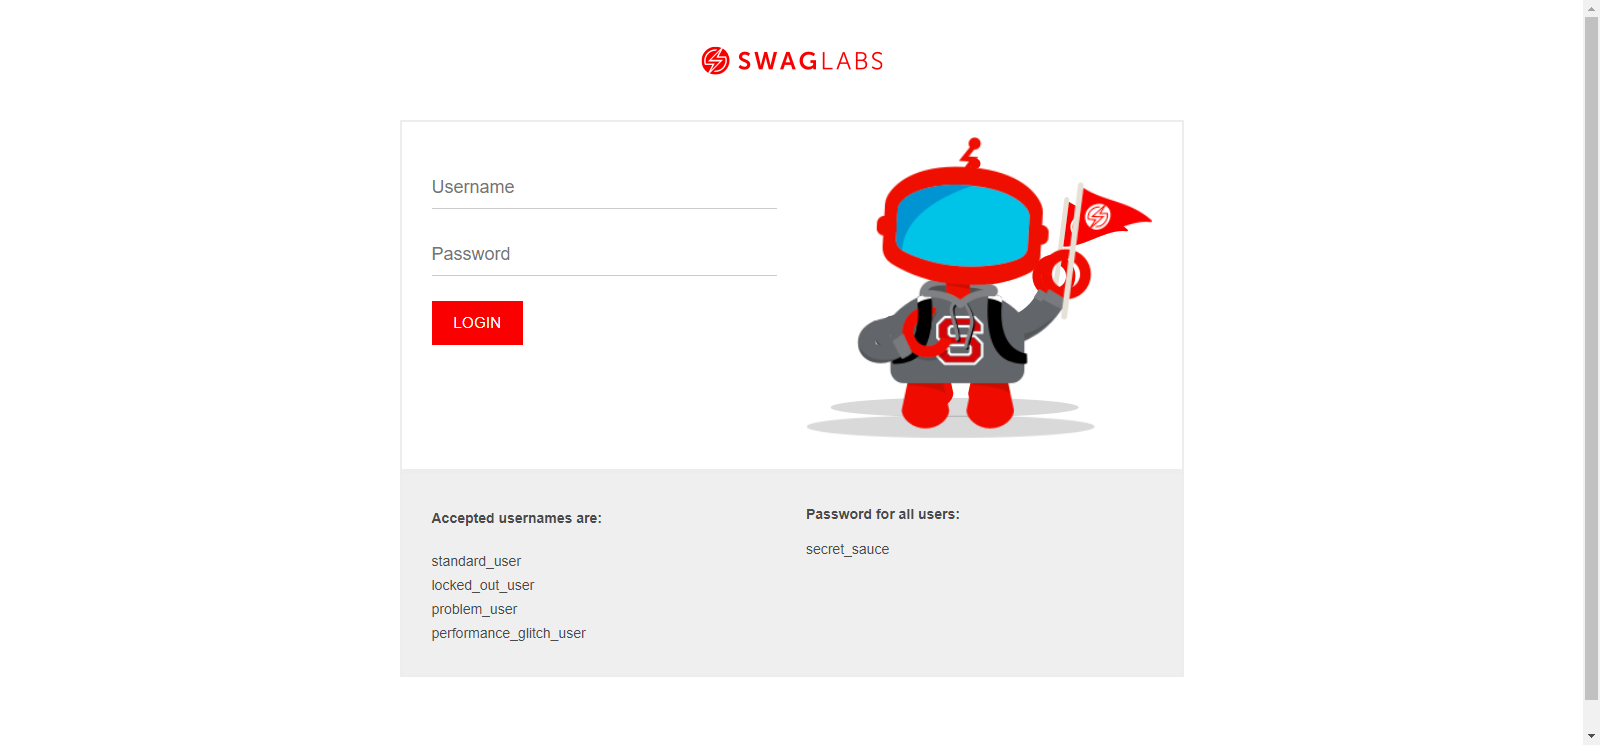 SWAGLABS
Username
Password
LOGIN
S
Accepted usernames are:
standard_user
locked_out_user
problem_user
performance_glitch_user
Password for all users:
secret_sauce